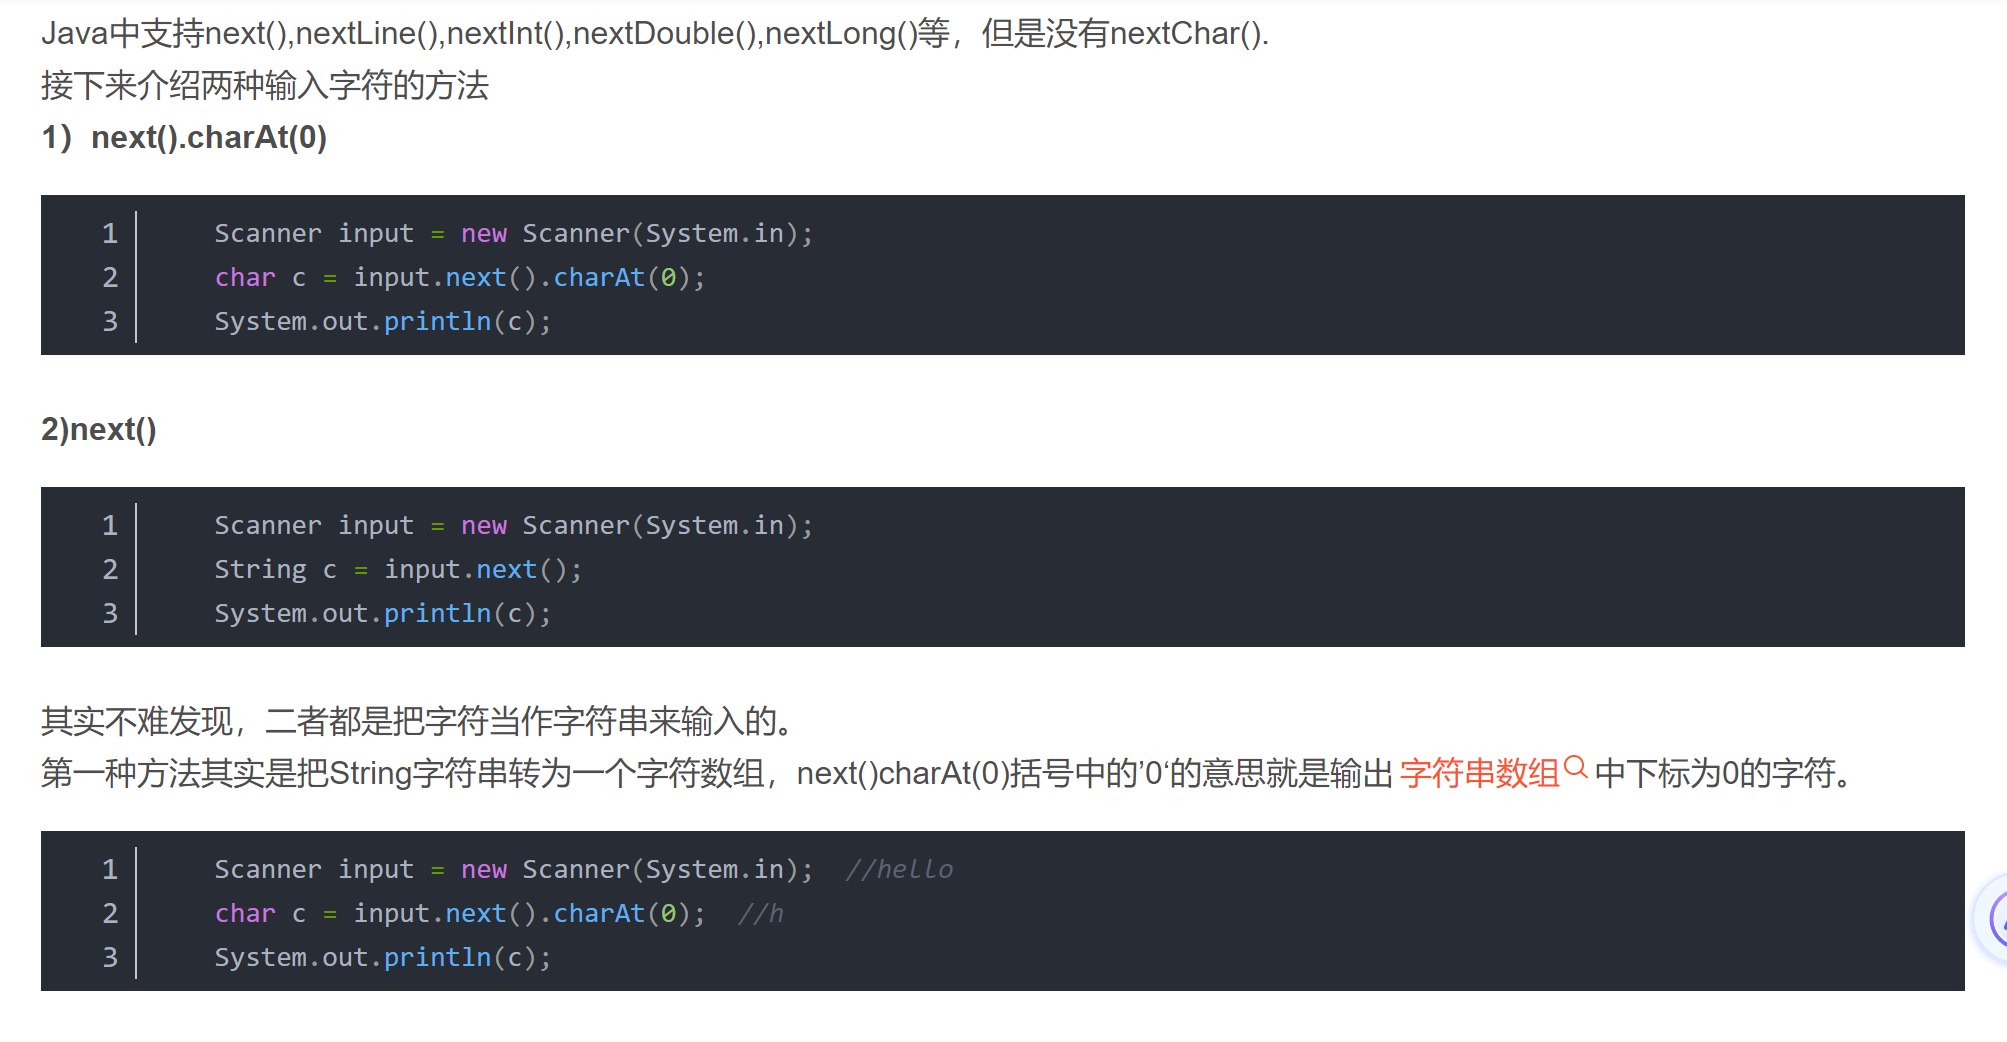 Java中支持next(),nextLine(),nextInt(),nextDouble(),nextLong()等，但是没有nextChar().
接下来介绍两种输入字符的方法
1）next().charAt(0)
1 Scanner input = new Scanner(System.in);
2 char c = input.next().charAt(0);
3 System.out.println(c);
2)next()
1 Scanner input = new Scanner(System.in);
2 String c = input.next();
3 System.out.println(c);
其实不难发现，二者都是把字符当作字符串来输入的。
第一种方法其实是把String字符串转为一个字符数组，next()charAt(0)括号中的’0‘的意思就是输出 字符串数组 中下标为0的字符。
1 Scanner input = new Scanner(System.in);  //hello
2 char c = input.next().charAt(0);  //h
3 System.out.println(c);